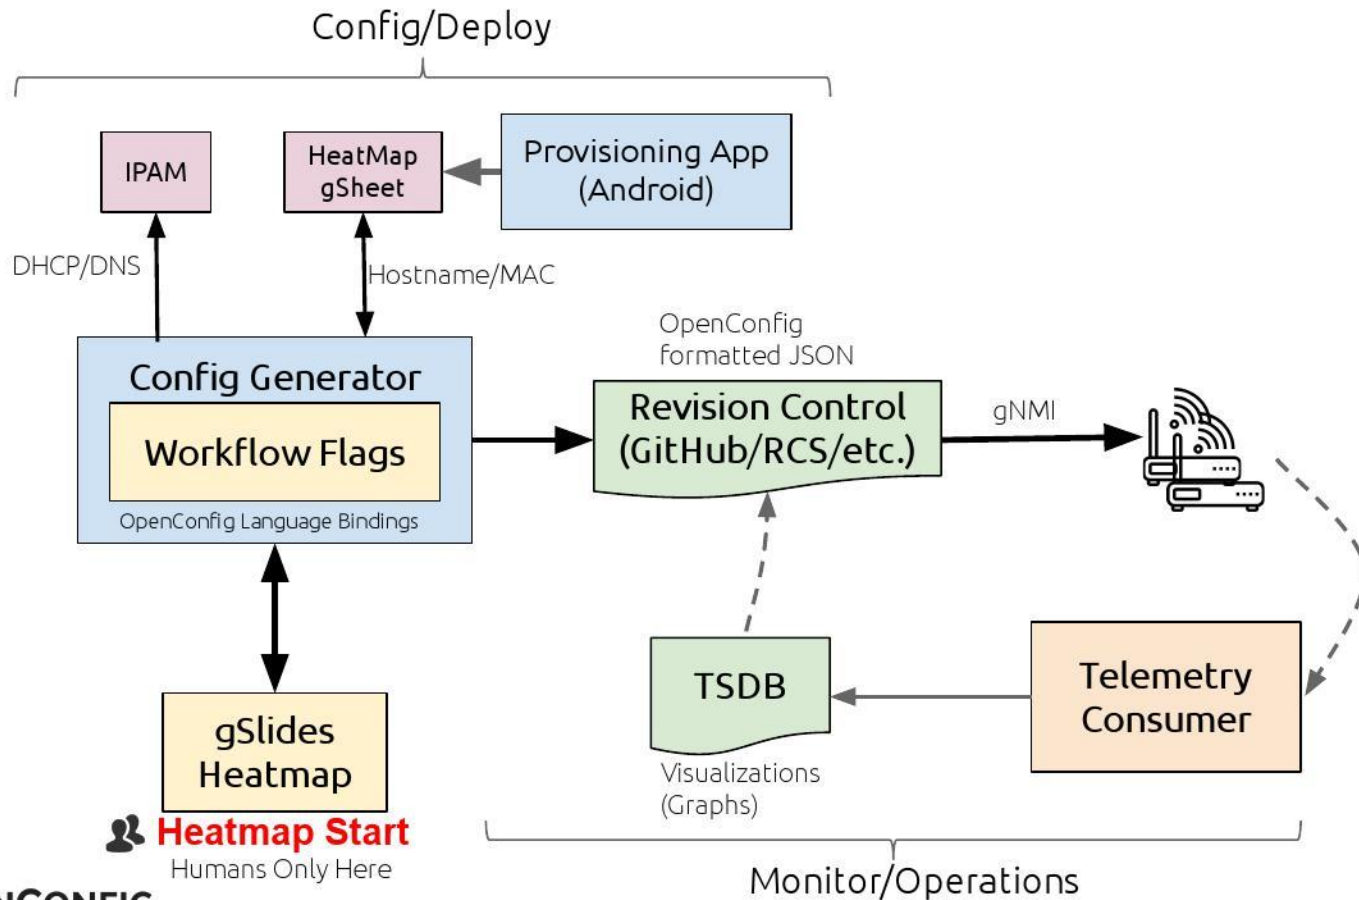 Config/Deploy
IPAM
HeatMap
gSheet
Provisioning App
(Android)
DHCP/DNS
Hostname/MAC
Config Generator
Workflow Flags
OpenConfig Language Bindings
OpenConfig
formatted JSON
Revision Control
(GitHub/RCS/etc.)
gNMI
gSlides
Heatmap
Heatmap Start
Humans Only Here
TSDB
Visualizations
(Graphs)
Telemetry
Consumer
Monitor/Operations